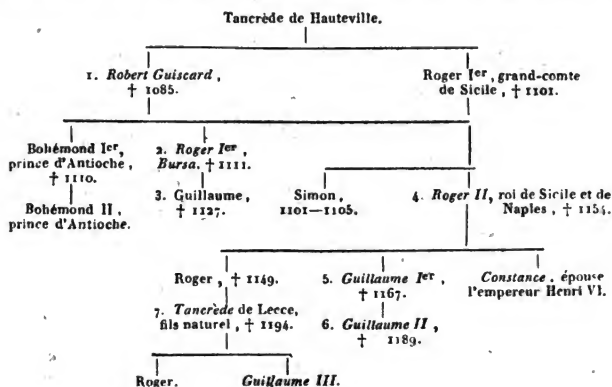 Tancrède de Hauteville.
1. Robert Guiscard,
† 1085.
Roger Ier, grand-comte
de Sicile, † 1101.
Bohémond Ier,
prince d'Antioche,
† 1110.
Bohémond II,
prince d'Antioche.
2. Roger Ier
Bursa. † 1111.
3. Guillaume,
† 1127.
Simon,
1101—1105.
4. Roger II, roi de Sicile et de
Naples, † 1154.
Roger, † 1149.
7. Tancrède de Lecce,
fils naturel, † 1194.
5. Guillaume Ier
† 1167.
6. Guillaume II,
† 1189.
Constance, épouse
l'empereur Henri VI.
Roger.
Guillaume III.